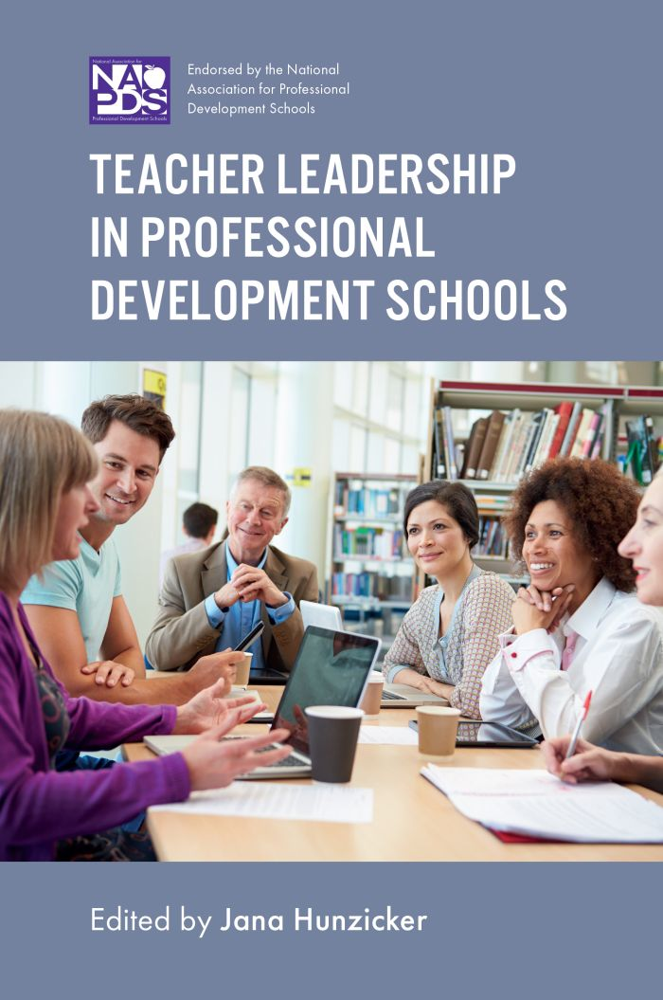 National Association for
NAPDS
Professional Development Schools
Endorsed by the National
Association for Professional
Development Schools
TEACHER LEADERSHIP
IN PROFESSIONAL
DEVELOPMENT SCHOOLS
Edited by Jana Hunzicker